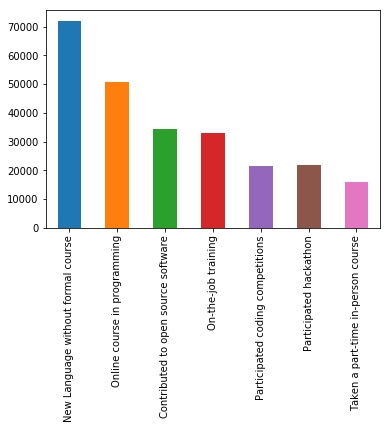 70000
60000
50000
40000
30000
20000
10000
0
New Language without formal course
Online course in programming
Contributed to open source software
On-the-job training
Participated coding competitions
Participated hackathon
Taken a part-time in-person course